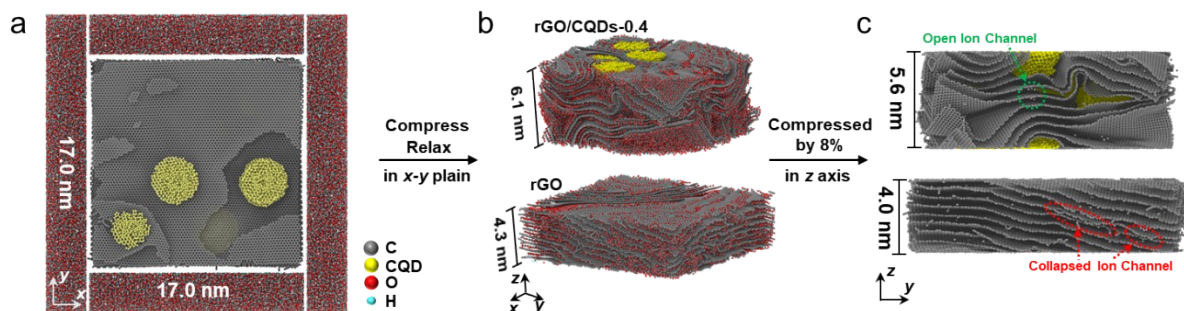 a
17.0 nm
17.0 nm
y
x
C
CQD
O
H
Compress
Relax
in x-y plain
b
rGO/CQDs-0.4
6.1 nm
rGO
4.3 nm
z
x
y
Compressed
by 8%
in z axis
c
Open Ion Channel
5.6 nm
4.0 nm
Collapsed Ion Channel
z
y